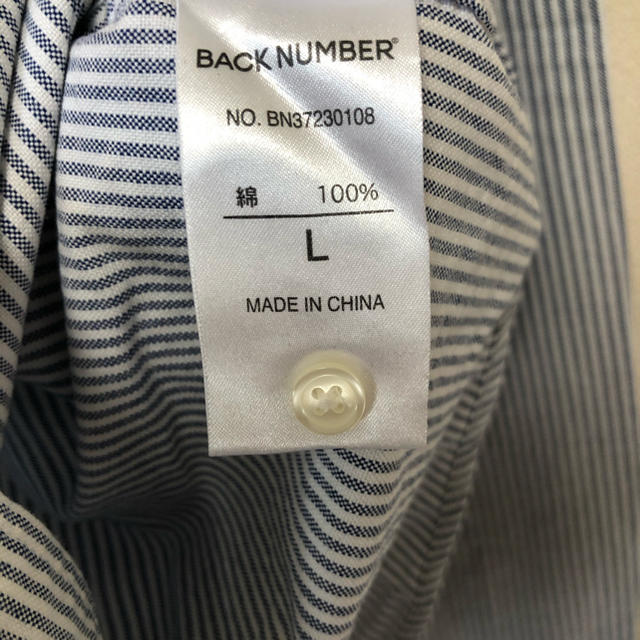 BACK NUMBER®
NO. BN37230108
綿 100%
L
MADE IN CHINA